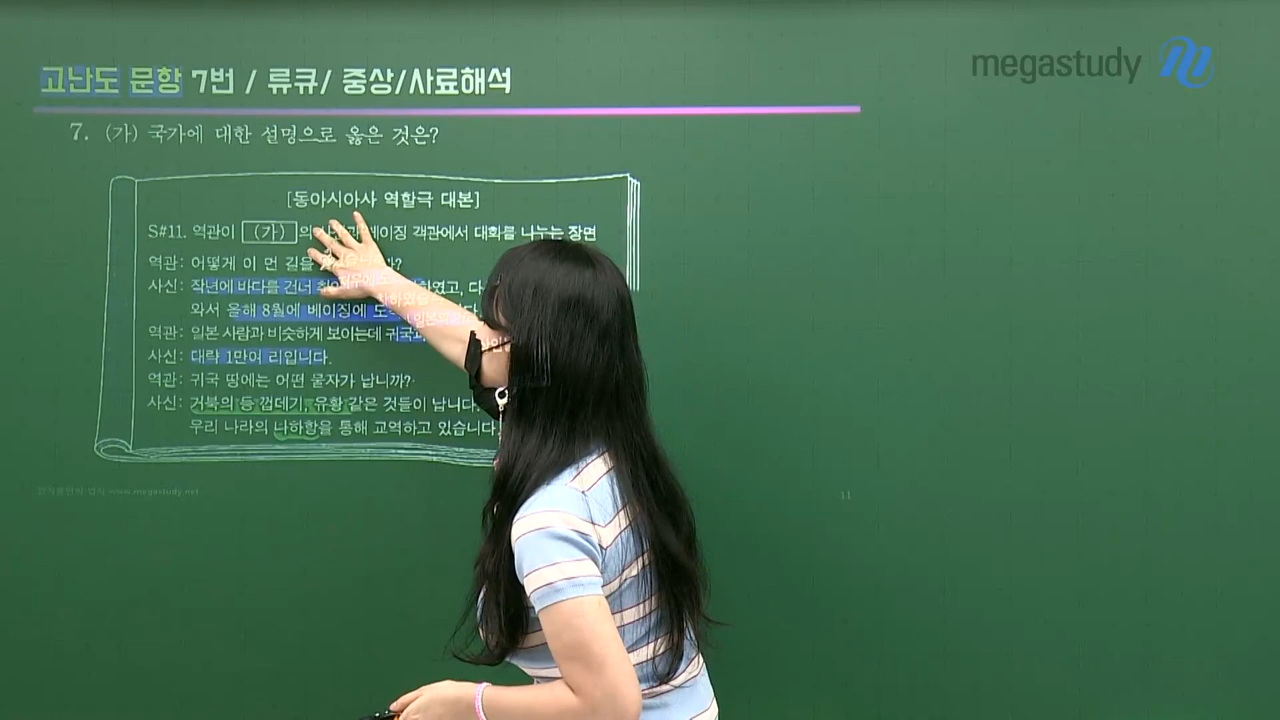 고난도 문항 7번 / 류큐/ 중상/사료해석
megastudy
7. (가) 국가에 대한 설명으로 옳은 것은?
[동아시아사 역할극 대본]
S#11. 역관이 (가) 의 베이징 객관에서 대화를 나누는 장면
역관: 어떻게 이 먼 길을
사신: 작년에 바다를 건너
와서 올해 8월에 베이징에
역관: 일본 사람과 비슷하게 보이는데
사신: 대략 1만여 리입니다.
역관: 귀국 땅에는 어떤 물자가 납니까?
사신: 거북의 등 껍데기, 유황 같은 것들이 납니다.
우리 나라의 나하항을 통해 교역하고 있습니다.
www.megastudy.net
11